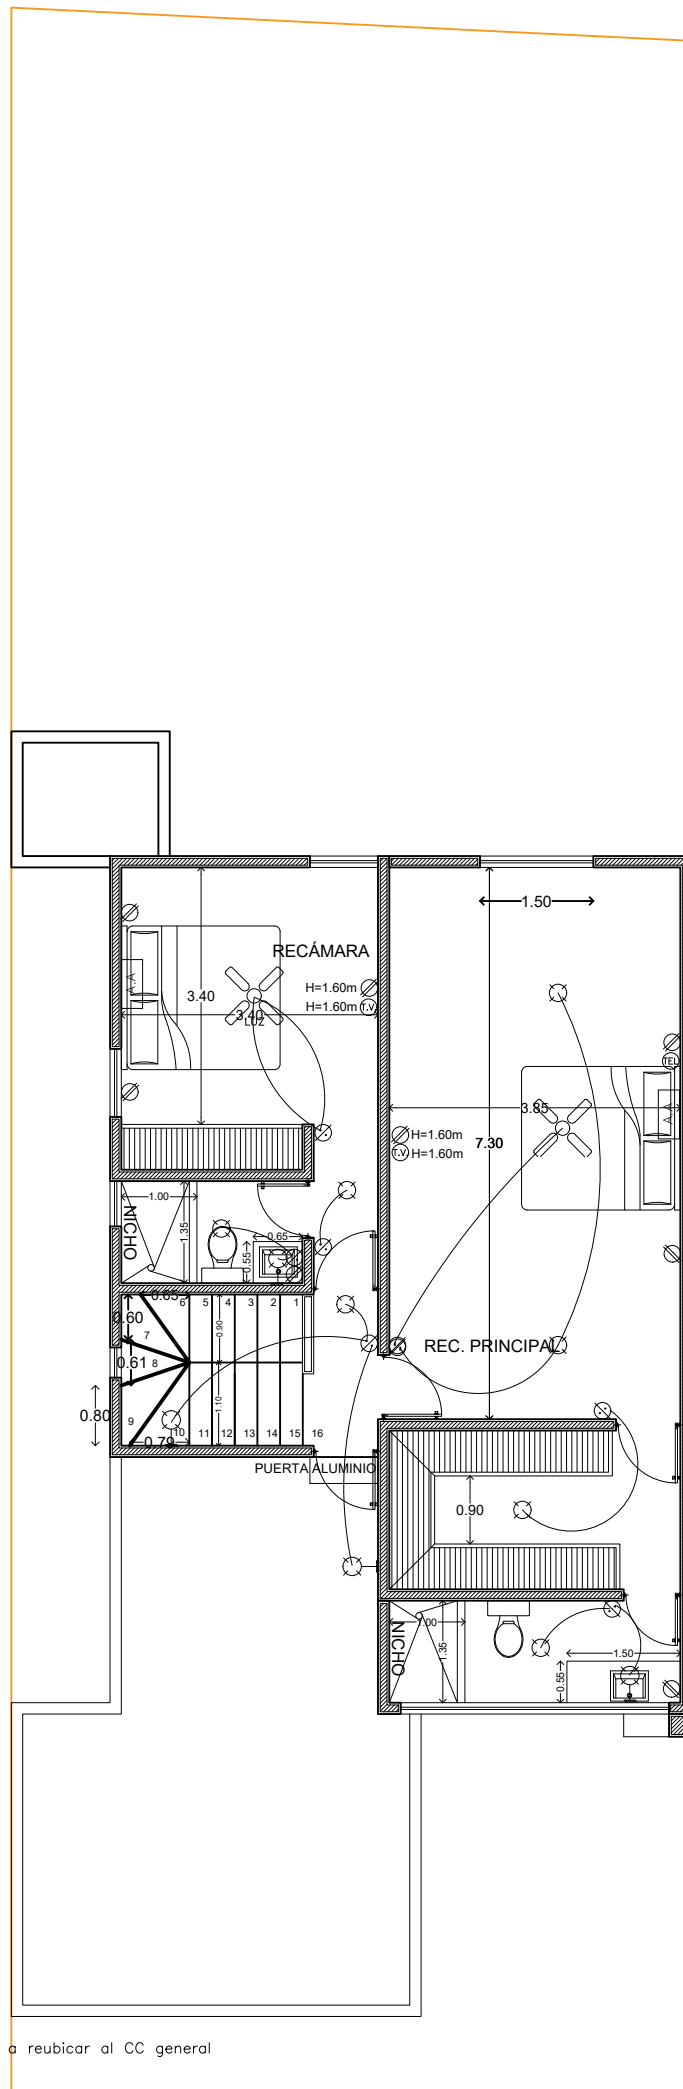 1.50
RECÁMARA
A.A
3.40
H=1.60m
H=1.60m T.V
3.40
LUZ
TEL
A.A
3.85
H=1.60m
7.30
T.V H=1.60m
1.00
NICHO
1.35
0.65
0.55
0.65
6 5 4 3 2 1
0.60
7
0.90
8
0.61
REC. PRINCIPAL
0.80
9
1.10
10 11 12 13 14 15 16
0.79
PUERTA ALUMINIO
0.90
1.00
NICHO
1.35
1.50
0.55
a reubicar al CC general